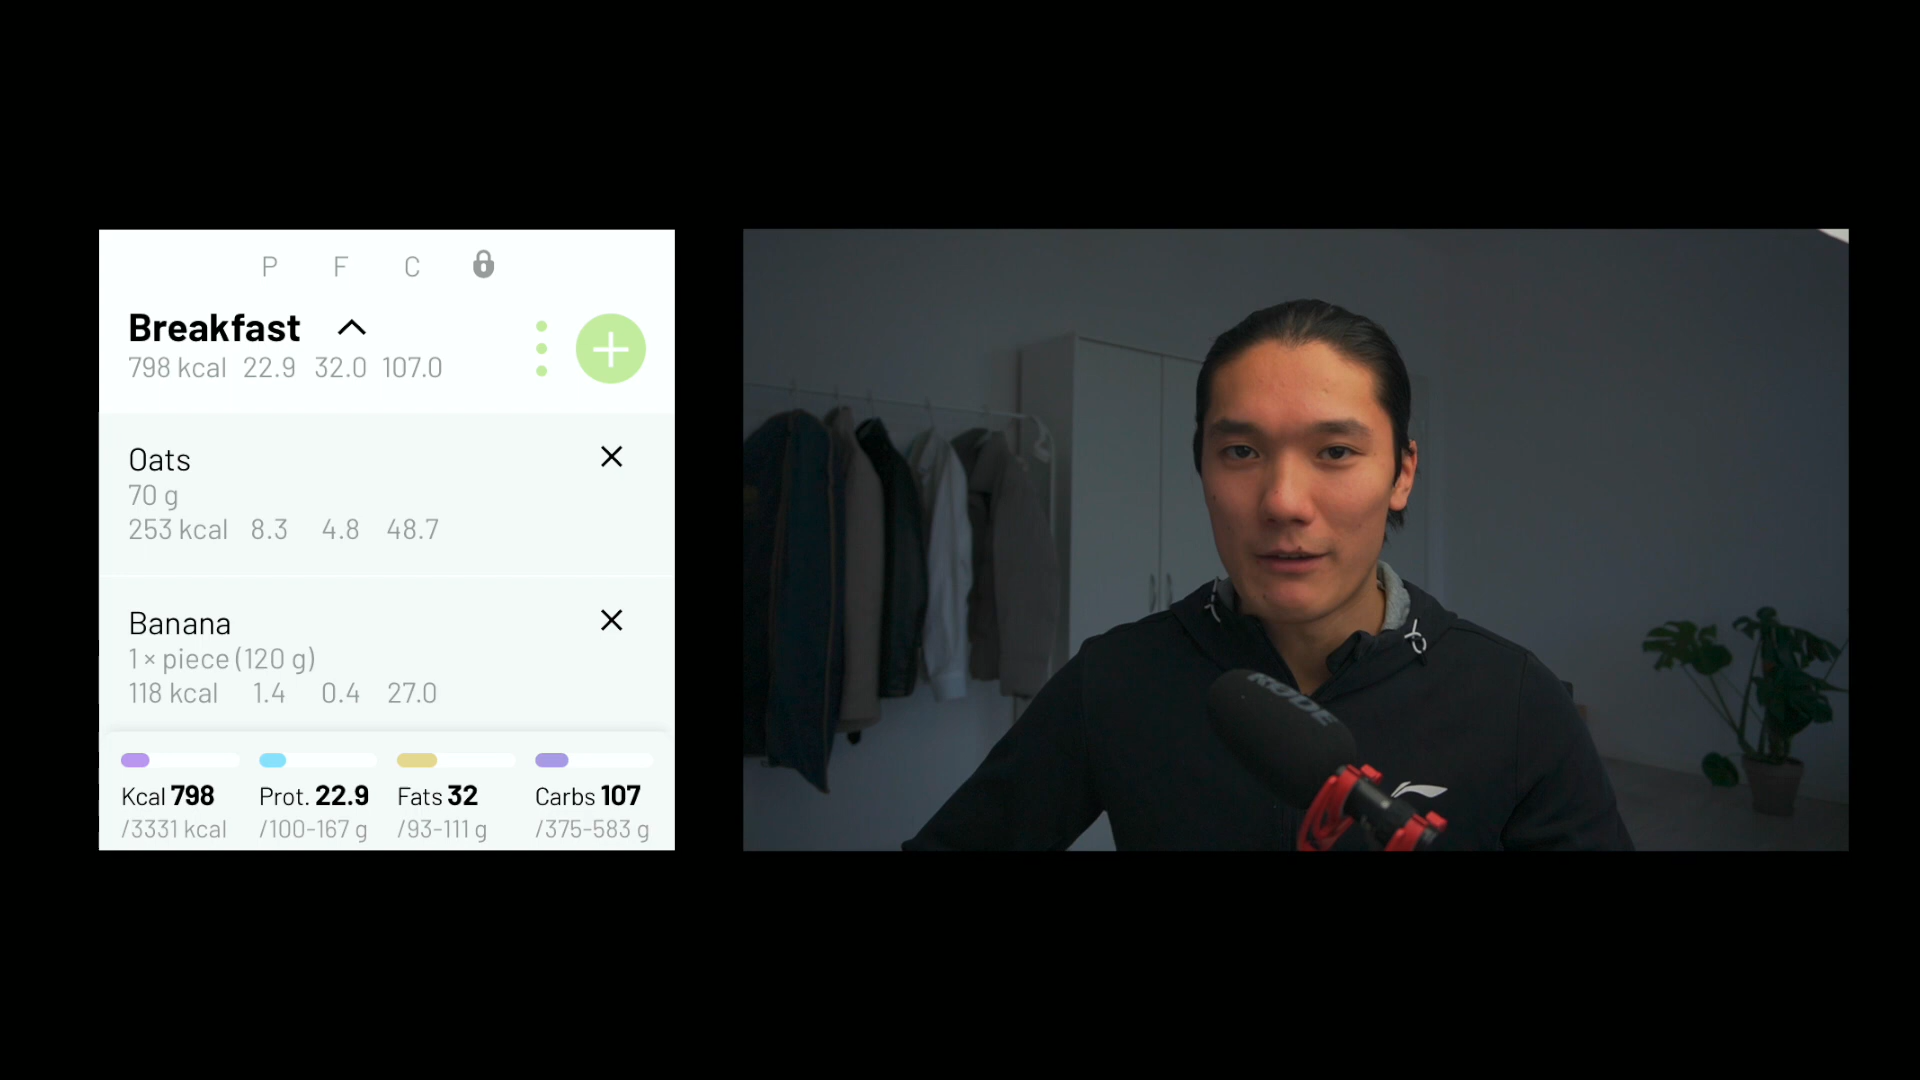 P F C
Breakfast
798 kcal 22.9 32.0 107.0
Oats
70 g
253 kcal 8.3 4.8 48.7
Banana
1 × piece (120 g)
118 kcal 1.4 0.4 27.0
Kcal 798 Prot. 22.9 Fats 32 Carbs 107
/3331 kcal /100-167 g /93-111 g /375-583 g
RODE